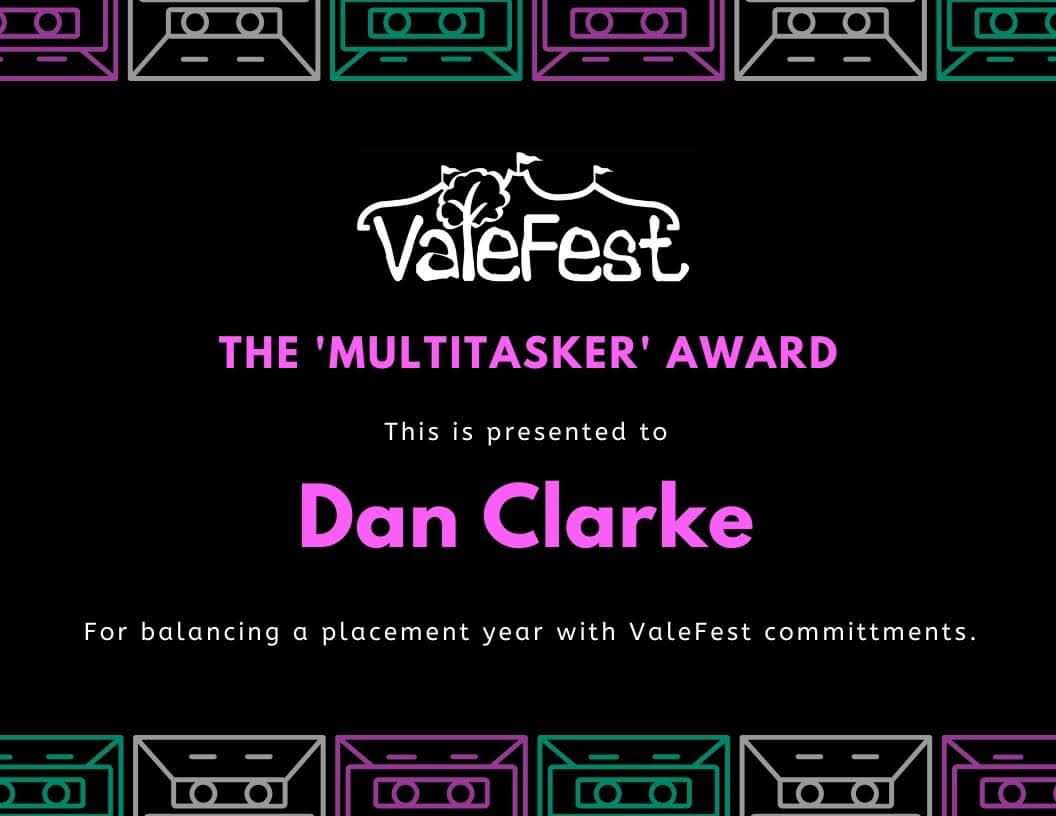 ValeFest
THE 'MULTITASKER' AWARD
This is presented to
Dan Clarke
For balancing a placement year with ValeFest committments.